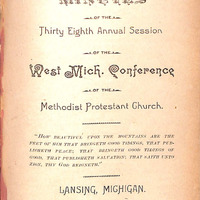 MINUTES
OF THE
Thirty Eighth Annual Session
OF THE
West Mich. Conference
OF THE
Methodist Protestant Church.
"How beautiful upon the mountains are the
feet of him that bringeth good tidings, that pub-
lisheth peace; that bringeth good tidings of
good, that publisheth salvation; that saith unto
Zion, thy God reigneth."
LANSING, MICHIGAN.